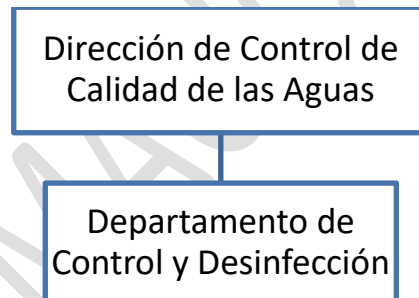 Dirección de Control de
Calidad de las Aguas
Departamento de
Control y Desinfección